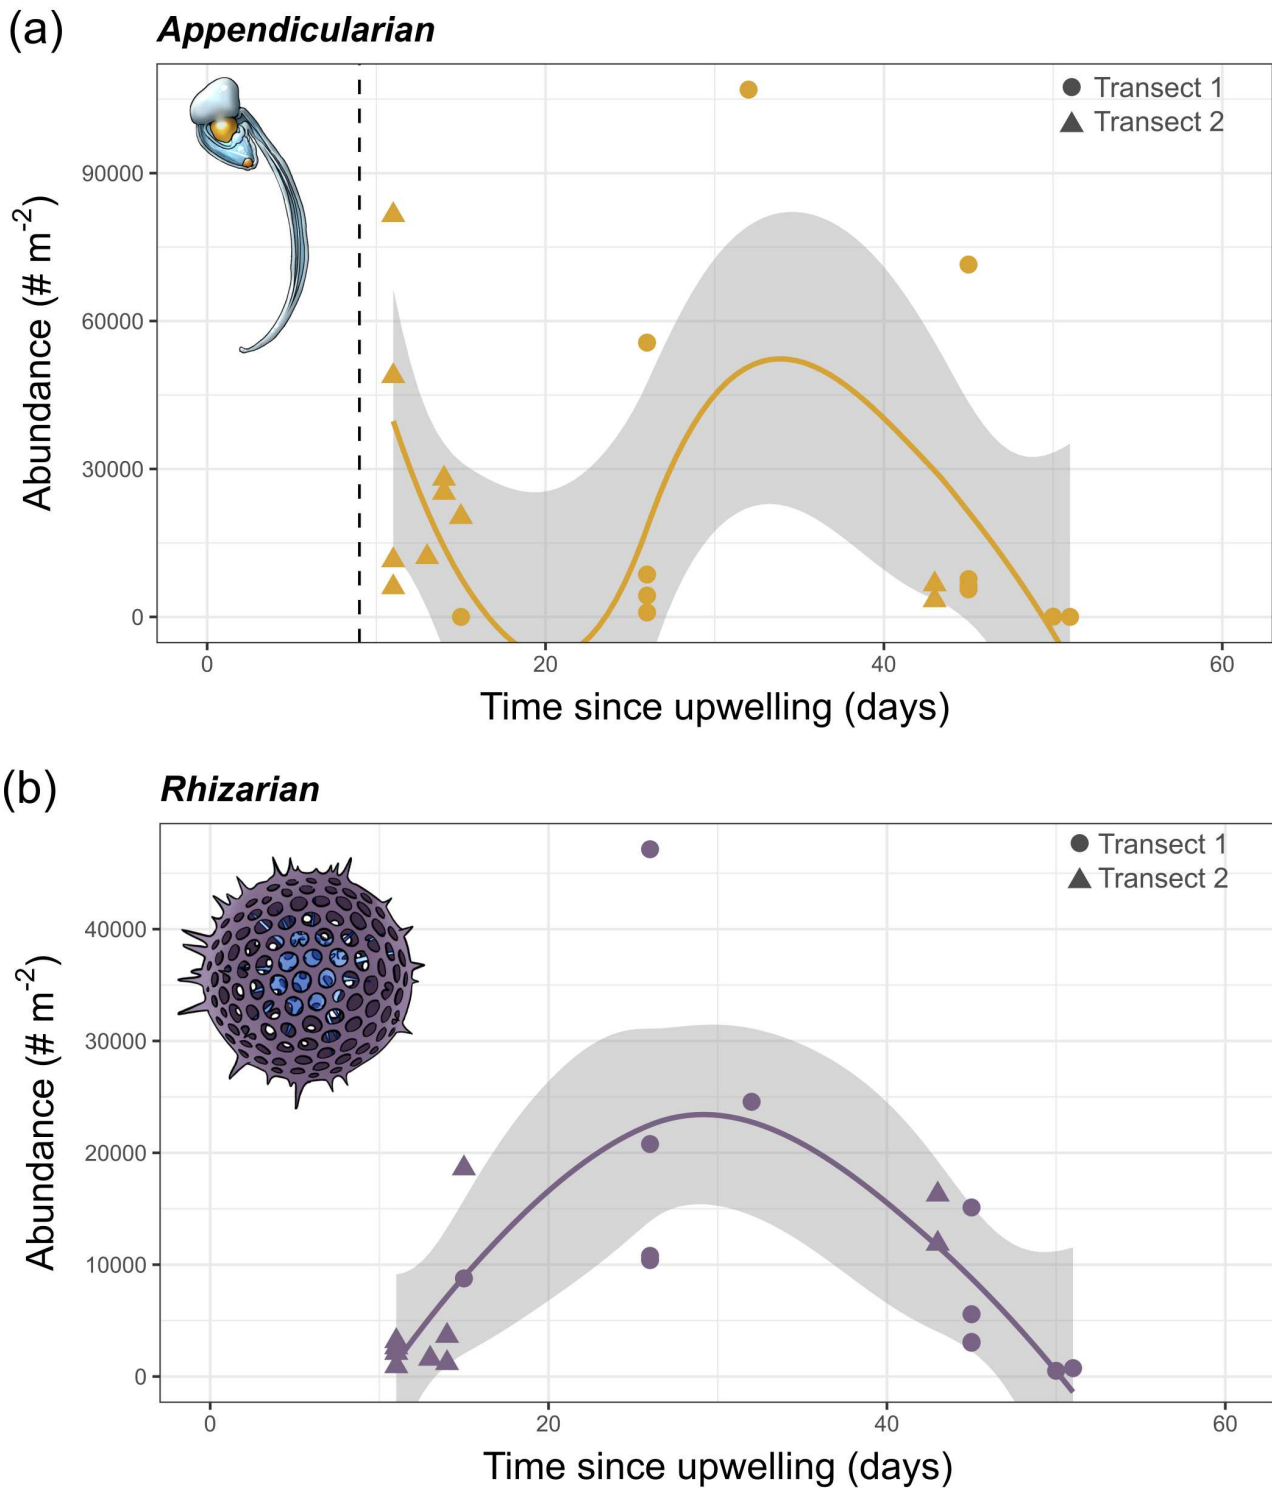 (a) Appendicularian
Transect 1
Transect 2
90000
60000
30000
0
Abundance (# m⁻²)
0 20 40 60
Time since upwelling (days)
(b) Rhizarian
Transect 1
Transect 2
40000
30000
20000
10000
0
Abundance (# m⁻²)
0 20 40 60
Time since upwelling (days)